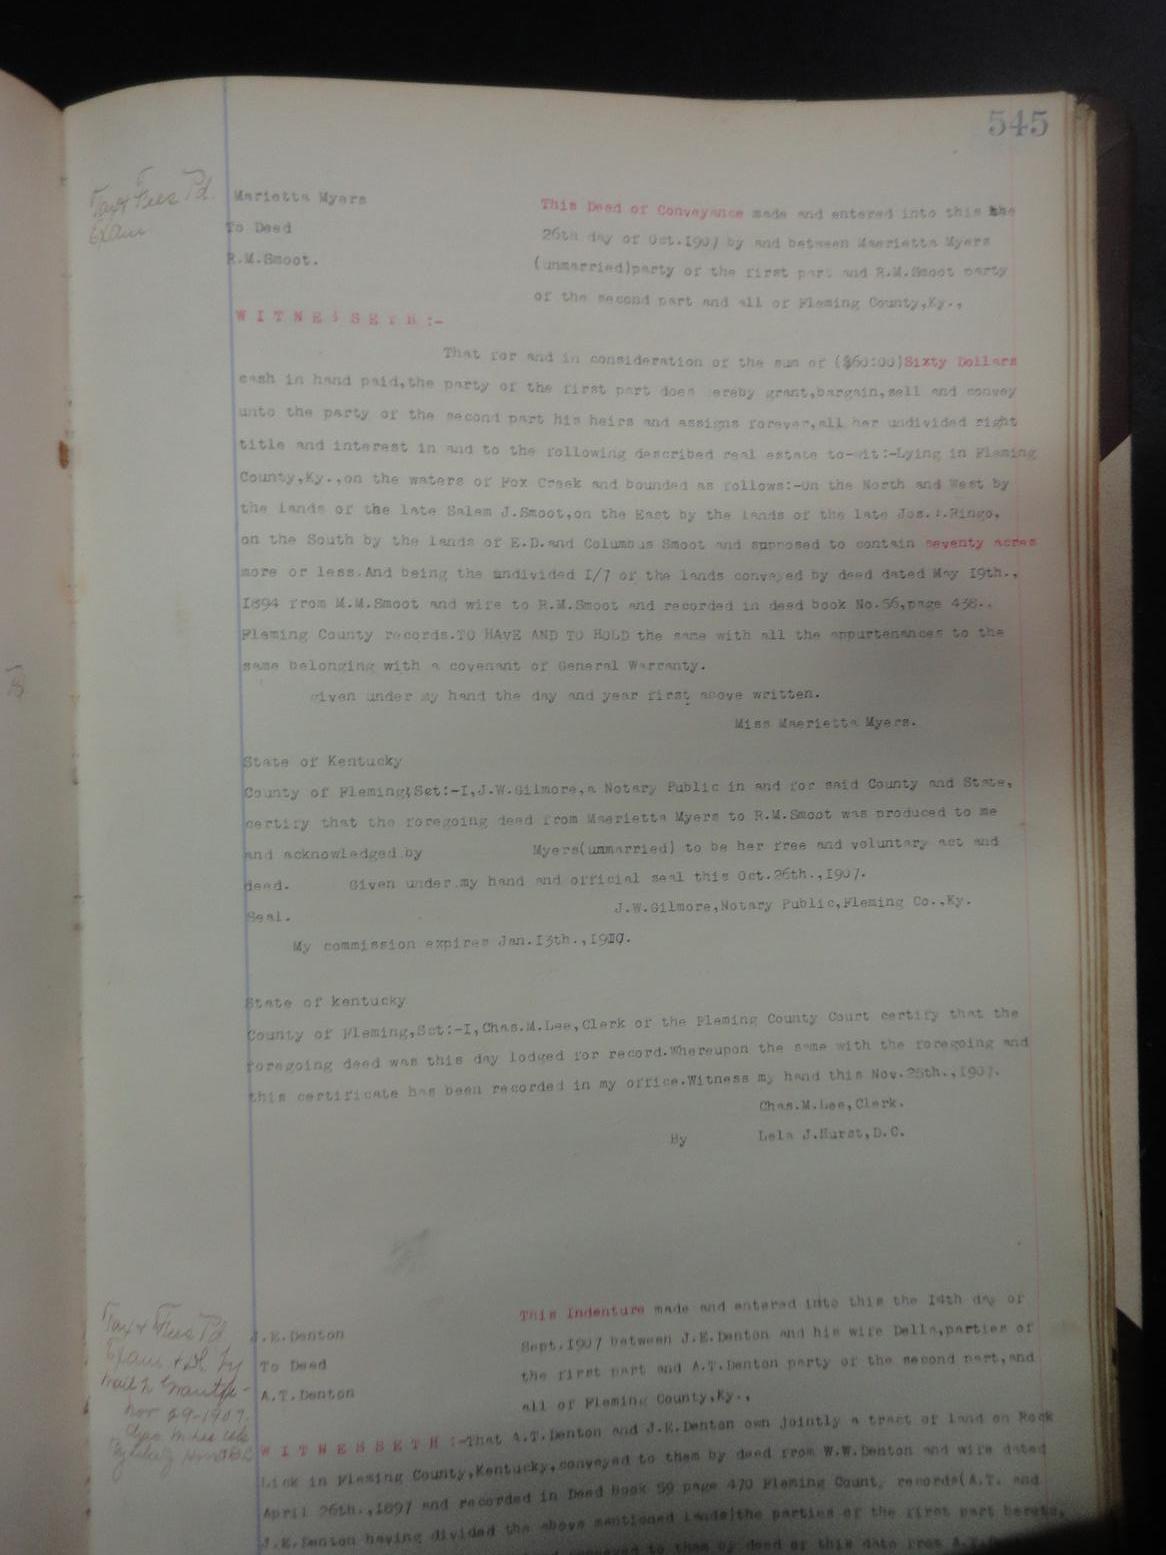 545
Tax & Fees Pd.
Exam
Marietta Myers
To Deed
R.M.Smoot.
This Deed of Conveyance made and entered into this the
26th day of Oct.I907 by and between Maerietta Myers
(unmarried)party of the first part and R.M.Smoot party
of the second part and all of Fleming County,Ky.,
W I T N E S S E T H :-
That for and in consideration of the sum of ($60:00)Sixty Dollars
cash in hand paid,the party of the first part does ereby grant,bargain,sell and convey
unto the party of the second part his heirs and assigns forever,all her undivided right
title and interest in and to the following described real estate to-wit:-Lying in Fleming
County,Ky.,on the waters of Fox Creek and bounded as follows:-On the North and West by
the lands of the late Salem J.Smoot,on the East by the lands of the late Jos. Ringo,
on the South by the lands of E.D.and Columbus Smoot and supposed to contain seventy acres
more or less.And being the undivided I/7 of the lands conveyed by deed dated May 19th.,
I894 from M.M.Smoot and wife to R.M.Smoot and recorded in deed book No.56,page 438..
Fleming County records.TO HAvE AND TO HOLD the same with all the appurtenances to the
same belonging with a covenant of General Warranty.
given under my hand the day and year first above written.
Miss Maerietta Myers.
State of Kentucky
County of Fleming,Sct:-I,J.W.Gilmore,a Notary Public in and for said County and State,
certify that the foregoing deed from Maerietta Myers to R.M.Smoot was produced to me
and acknowledged by Myers(unmarried) to be her free and voluntary act and
deed. Given under my hand and official seal this Oct.26th.,I907.
Seal. J.W.Gilmore,Notary Public,Fleming Co.,Ky.
My commission expires Jan.I3th.,I910.
State of kentucky
County of Fleming,Sct:-I,Chas.M.Lee,Clerk of the Fleming County Court certify that the
foregoing deed was this day lodged for record.Whereupon the same with the foregoing and
this certificate has been recorded in my office.Witness my hand this Nov.25th.,I907.
Chas.M.Lee,Clerk.
By Lela J.Hurst,D.C.
Tax & Fees Pd
Nov 29-1907
J.E.Denton
To Deed
A.T.Denton
This Indenture made and entered into this the I4th day of
Sept.I907 between J.E.Denton and his wife Della,parties of
the first part and A.T.Denton party of the second part,and
all of Fleming County,Ky.,
W I T N E S S E T H :-That A.T.Denton and J.E.Denton own jointly a tract of land on Rock
Lick in Fleming County,Kentucky,conveyed to them by deed from W.W.Denton and wife dated
April 26th.,I897 and recorded in Deed Book 59 page 470 Fleming County records(A.T. and
J.E.Denton having divided the above mentioned lands)the parties of the first part hereto,
conveyed to them by deed of this date from A.T.